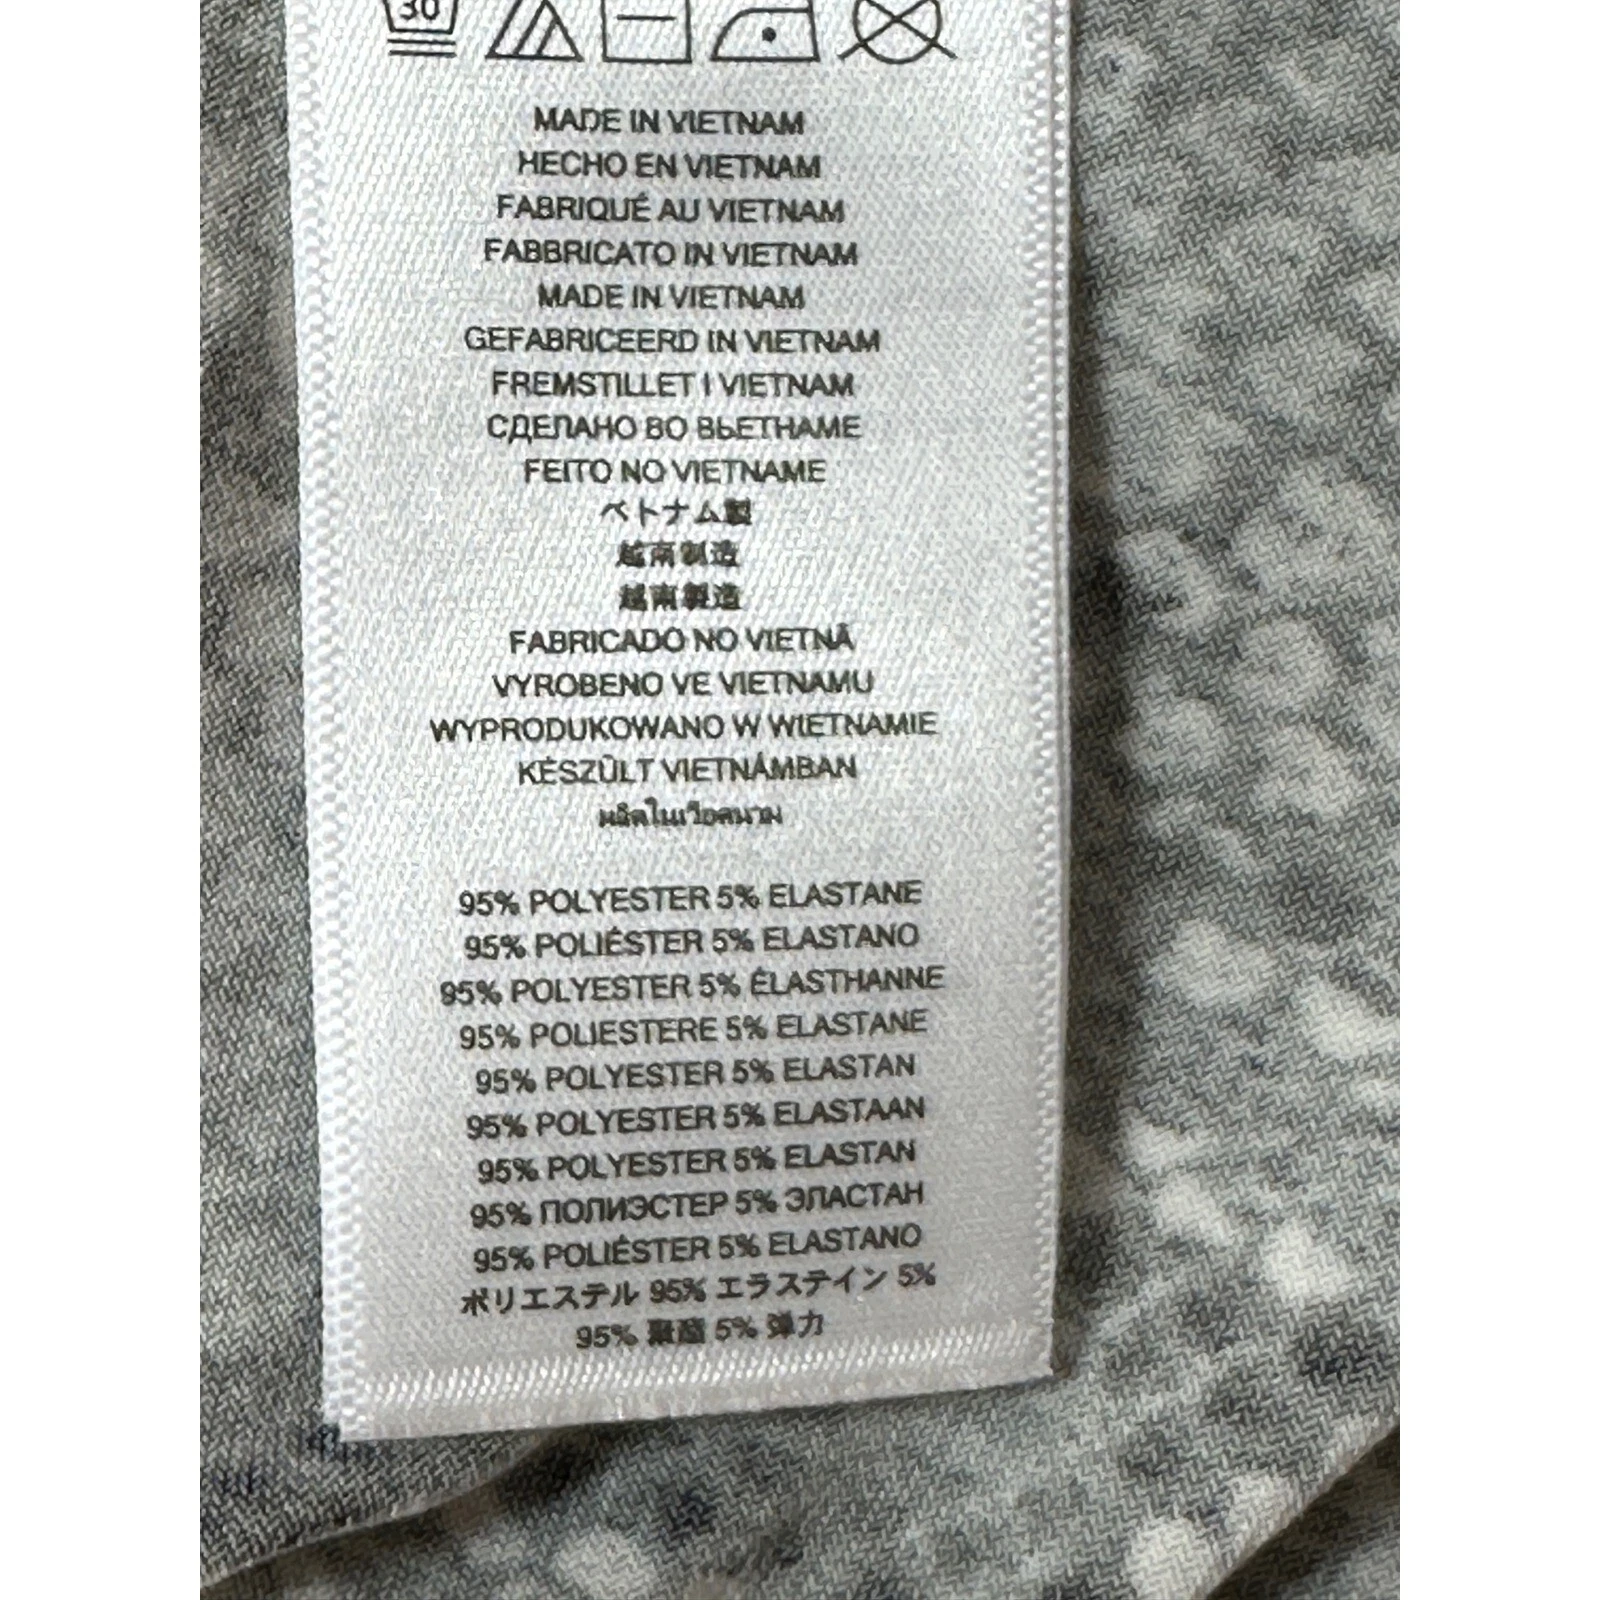 30
MADE IN VIETNAM
HECHO EN VIETNAM
FABRIQUÉ AU VIETNAM
FABBRICATO IN VIETNAM
MADE IN VIETNAM
GEFABRICEERD IN VIETNAM
FREMSTILLET I VIETNAM
СДЕЛАНО ВО ВЬЕТНАМЕ
FEITO NO VIETNAME
ベトナム製
越南制造
越南製造
FABRICADO NO VIETNÃ
VYROBENO VE VIETNAMU
WYPRODUKOWANO W WIETNAMIE
KÉSZÜLT VIETNÁMBAN
ผลิตในเวียดนาม
95% POLYESTER 5% ELASTANE
95% POLIÉSTER 5% ELASTANO
95% POLYESTER 5% ÉLASTHANNE
95% POLIESTERE 5% ELASTANE
95% POLYESTER 5% ELASTAN
95% POLYESTER 5% ELASTAAN
95% POLYESTER 5% ELASTAN
95% ПОЛИЭСТЕР 5% ЭЛАСТАН
95% POLIÉSTER 5% ELASTANO
ポリエステル 95% エラステイン 5%
95% 聚酯 5% 弹力